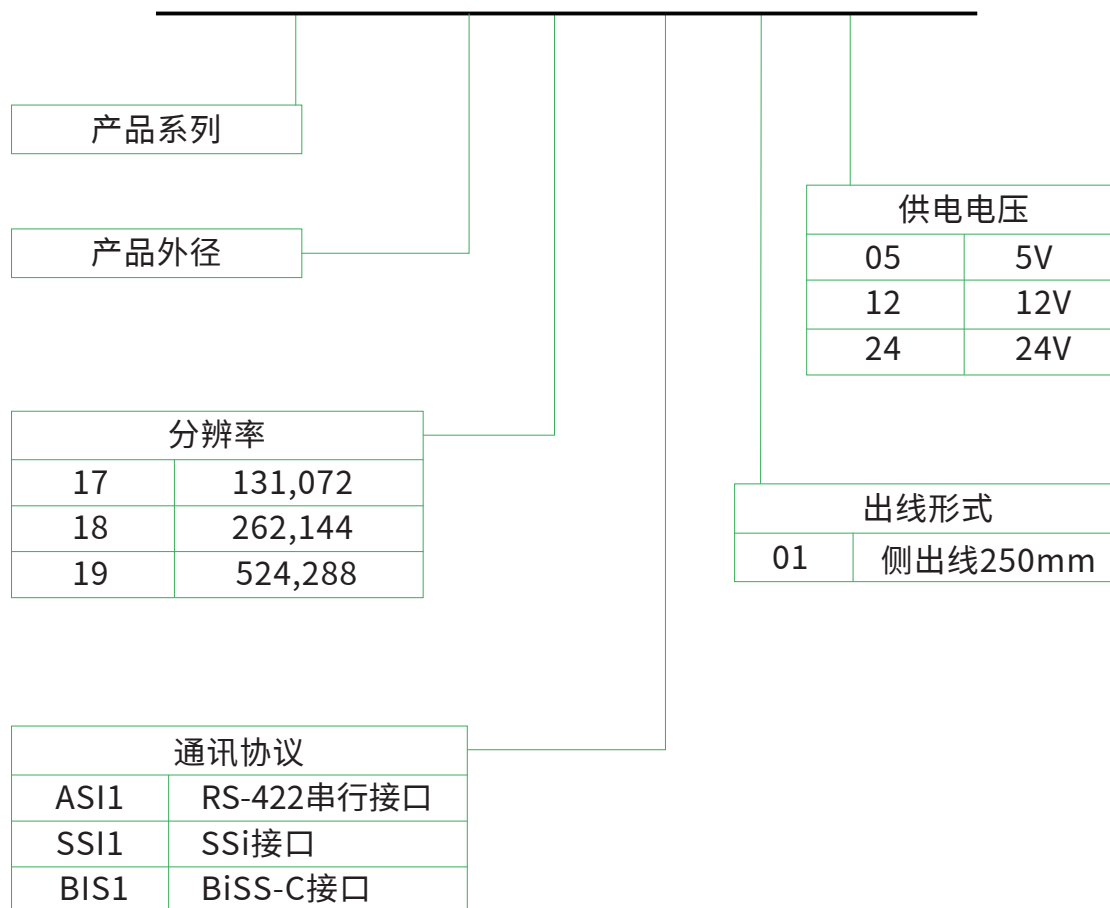 产品系列
产品外径
供电电压
05 5V
12 12V
24 24V
分辨率
17 131,072
18 262,144
19 524,288
出线形式
01 侧出线250mm
通讯协议
ASI1 RS-422串行接口
SSI1 SSi接口
BIS1 BiSS-C接口